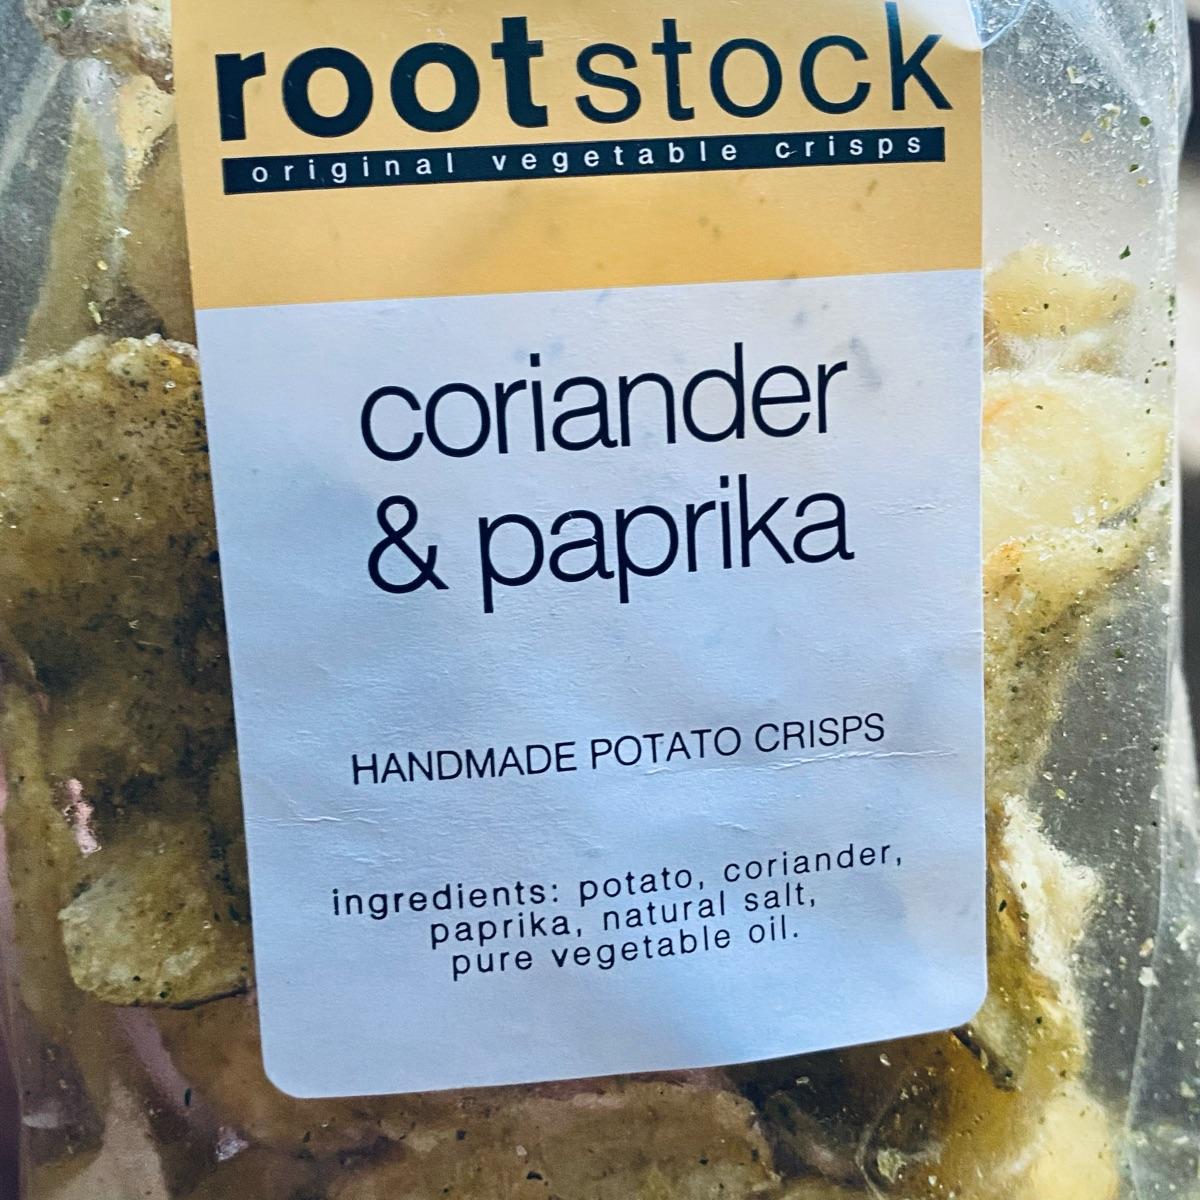 rootstock
original vegetable crisps
coriander
& paprika
HANDMADE POTATO CRISPS
ingredients: potato, coriander,
paprika, natural salt,
pure vegetable oil.